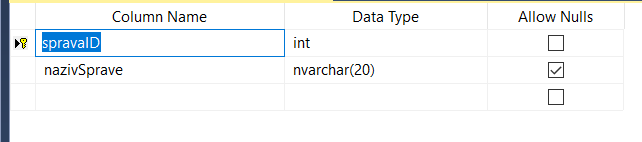 Column Name Data Type Allow Nulls
spravaID int
nazivSprave nvarchar(20)